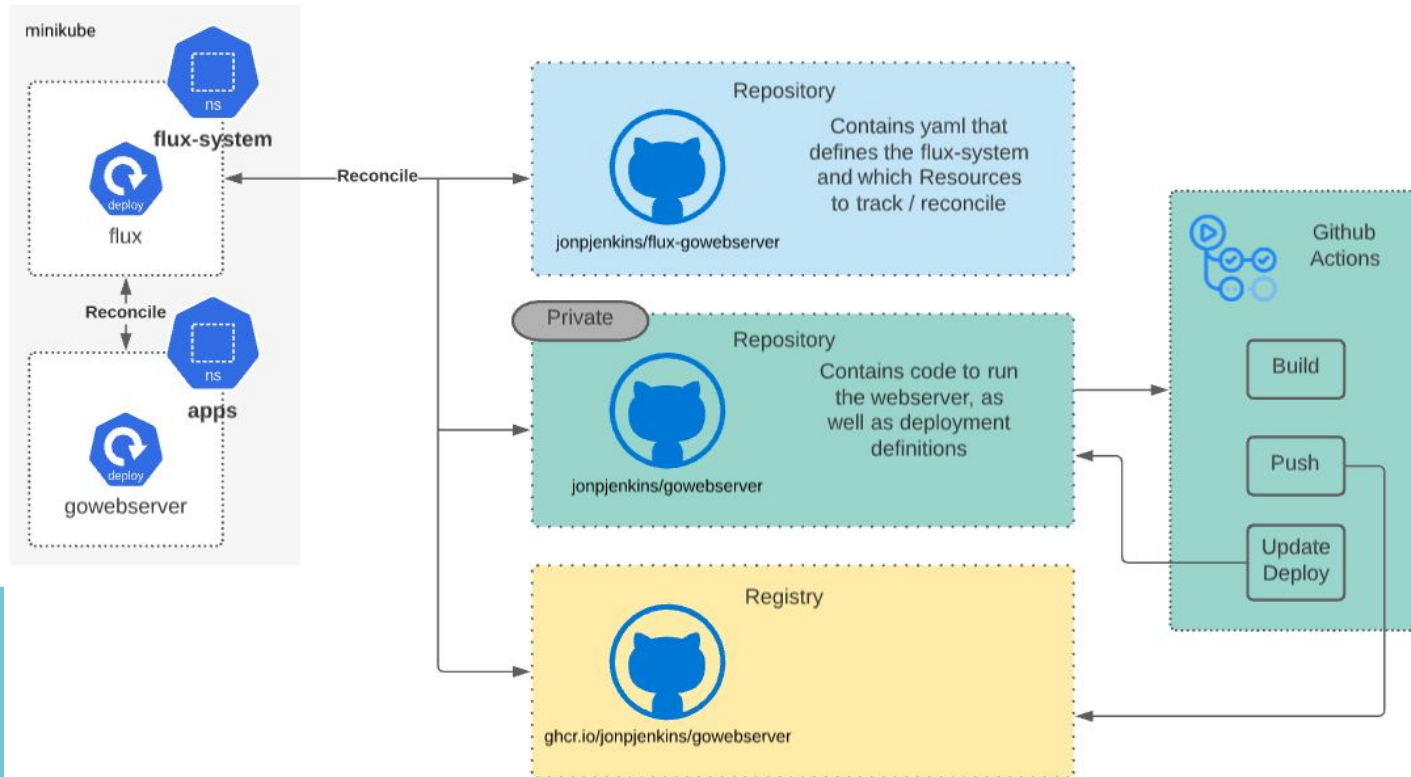 minikube
ns
flux-system
deploy
flux
Reconcile
ns
apps
deploy
gowebserver
Reconcile
Repository
Contains yaml that
defines the flux-system
and which Resources
to track / reconcile
jonpjenkins/flux-gowebserver
Private
Repository
Contains code to run
the webserver, as
well as deployment
definitions
jonpjenkins/gowebserver
Registry
ghcr.io/jonpjenkins/gowebserver
Github
Actions
Build
Push
Update
Deploy